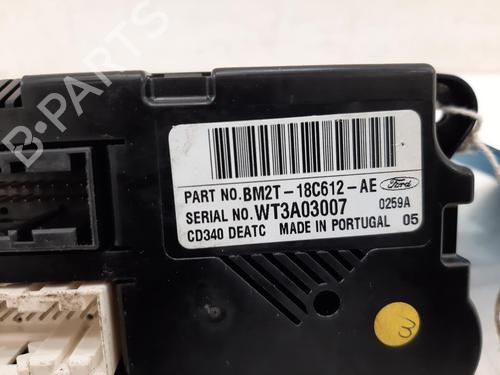 B-PARTS
PART NO. BM2T-18C612-AE Ford
SERIAL NO. WT3A03007 0259A
CD340 DEATC MADE IN PORTUGAL 05
3